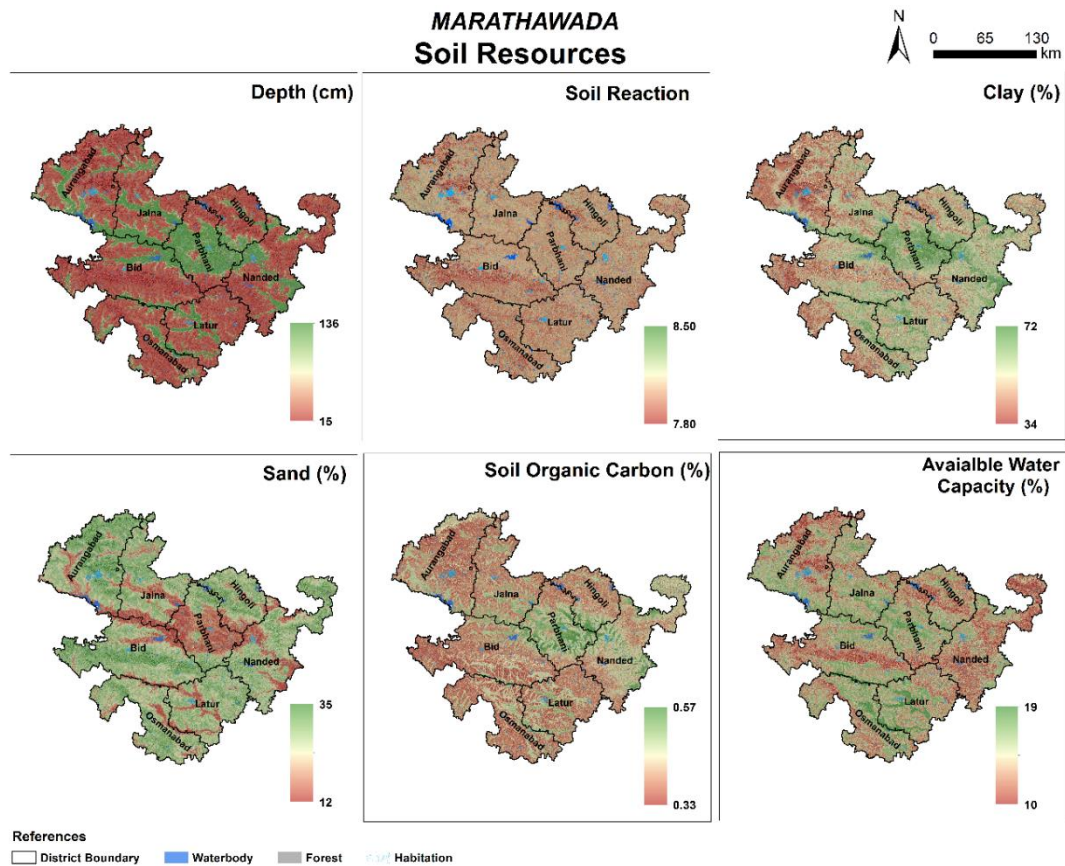 MARATHAWADA
Soil Resources
N
0 65 130
km
Depth (cm)
Aurangabad
Jalna
Hingoli
Parbhani
Bid
Nanded
Latur
Osmanabad
136
15
Soil Reaction
Aurangabad
Jalna
Hingoli
Parbhani
Bid
Nanded
Latur
Osmanabad
8.50
7.80
Clay (%)
Aurangabad
Jalna
Hingoli
Parbhani
Bid
Nanded
Latur
Osmanabad
72
34
Sand (%)
Aurangabad
Jalna
Hingoli
Parbhani
Bid
Nanded
Latur
Osmanabad
35
12
Soil Organic Carbon (%)
Aurangabad
Jalna
Hingoli
Parbhani
Bid
Nanded
Latur
Osmanabad
0.57
0.33
Avaialble Water
Capacity (%)
Aurangabad
Jalna
Hingoli
Parbhani
Bid
Nanded
Latur
Osmanabad
19
10
References
District Boundary Waterbody Forest Habitation